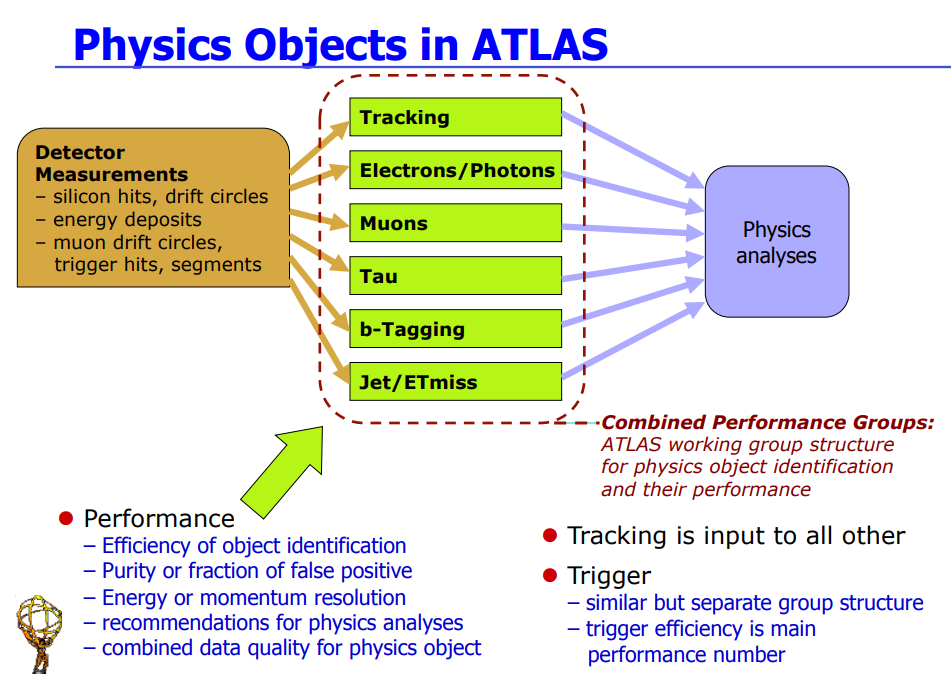 Physics Objects in ATLAS
Detector
Measurements
– silicon hits, drift circles
– energy deposits
– muon drift circles,
trigger hits, segments
Tracking
Electrons/Photons
Muons
Tau
b-Tagging
Jet/ETmiss
Physics
analyses
Combined Performance Groups:
ATLAS working group structure
for physics object identification
and their performance
● Performance
– Efficiency of object identification
– Purity or fraction of false positive
– Energy or momentum resolution
– recommendations for physics analyses
– combined data quality for physics object
● Tracking is input to all other
● Trigger
– similar but separate group structure
– trigger efficiency is main
performance number